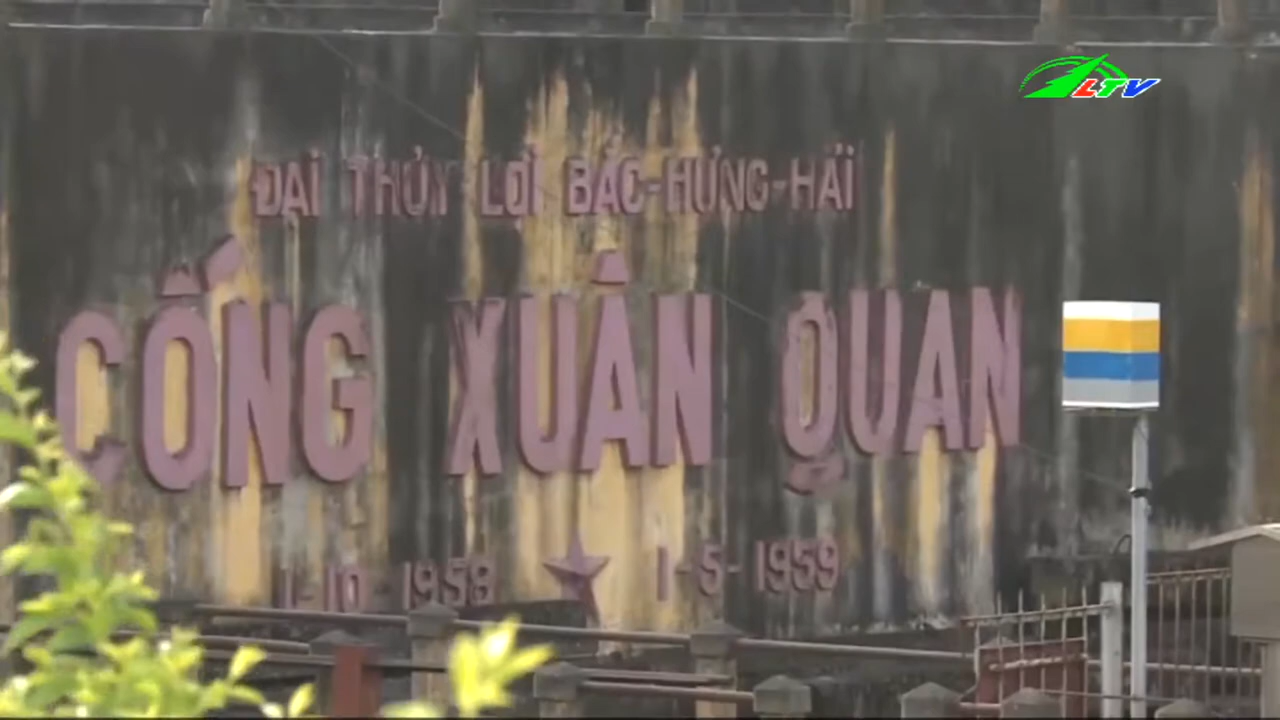 LTV
ĐẠI THỦY LỢI BẮC-HƯNG-HẢI
CỐNG XUÂN QUAN
1-10-1958 ★ 1-5-1959